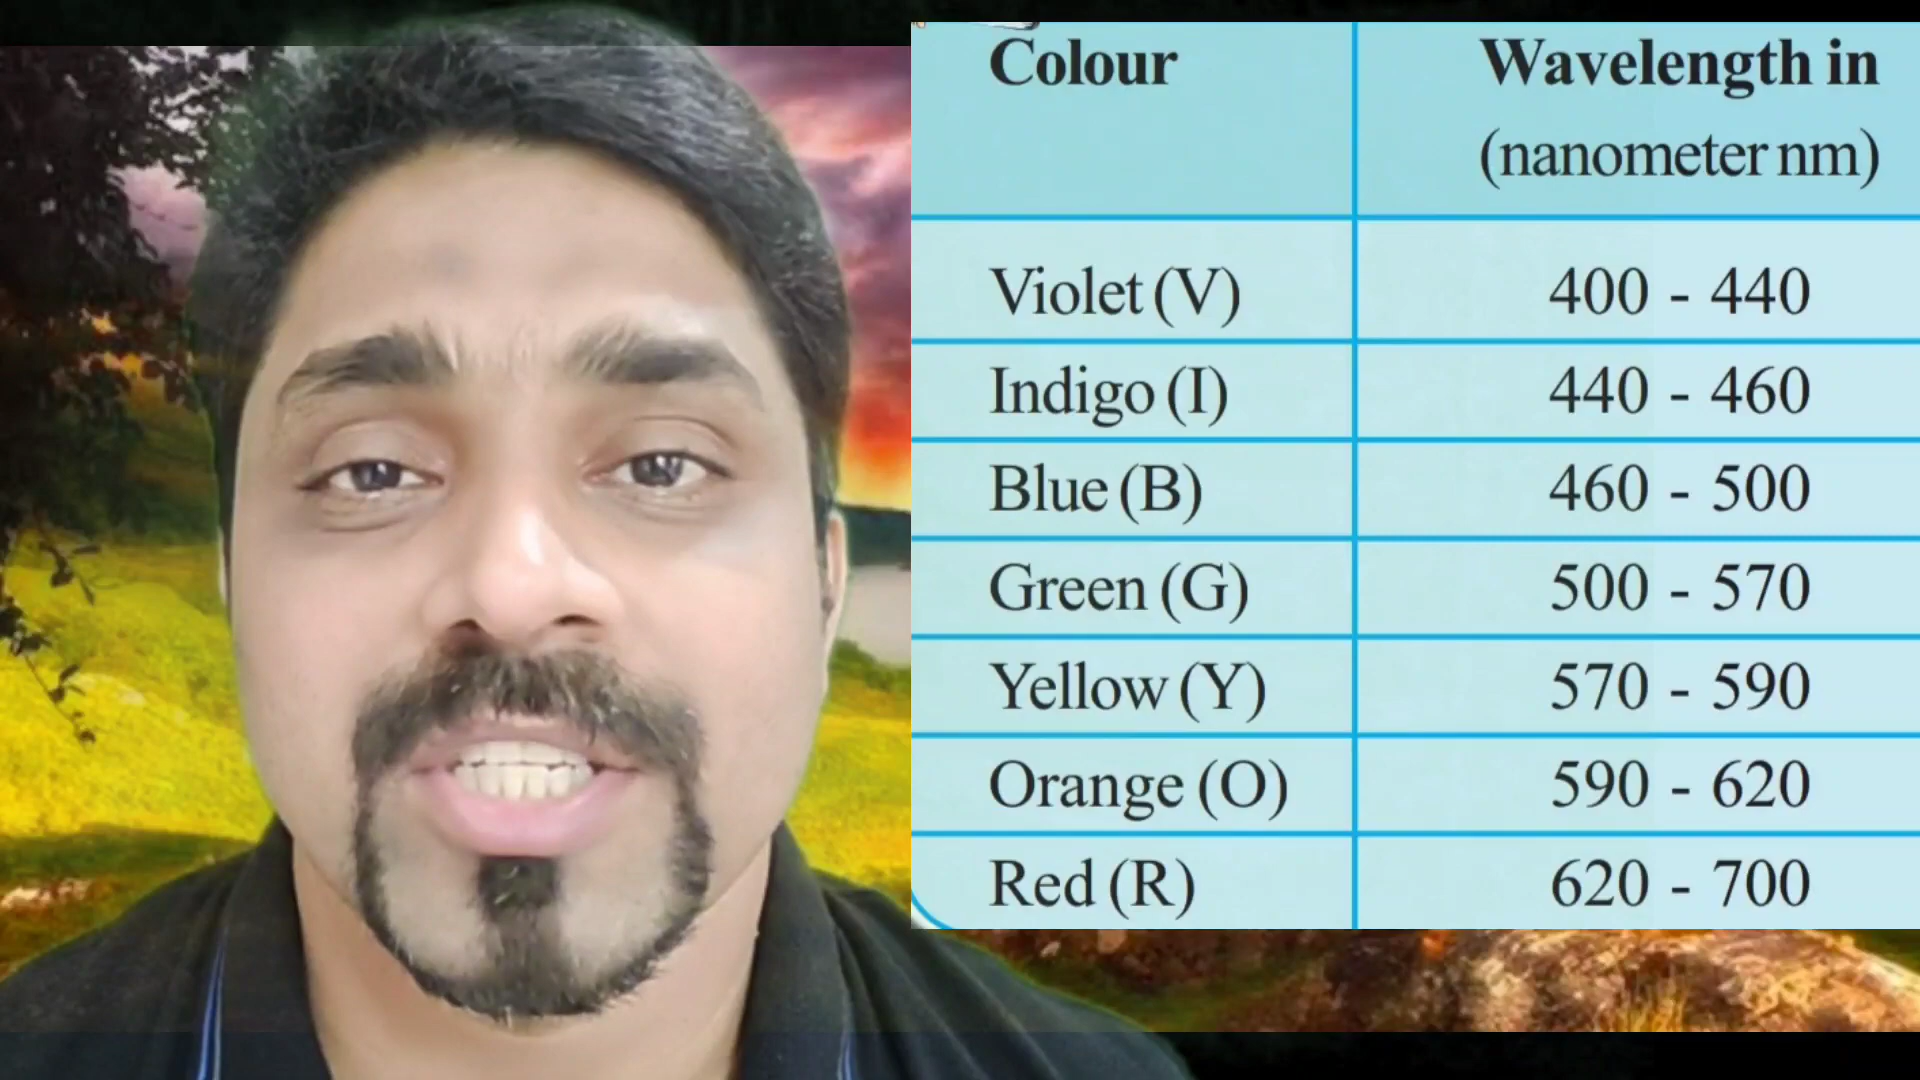 Colour Wavelength in
(nanometer nm)
Violet (V) 400 - 440
Indigo (I) 440 - 460
Blue (B) 460 - 500
Green (G) 500 - 570
Yellow (Y) 570 - 590
Orange (O) 590 - 620
Red (R) 620 - 700